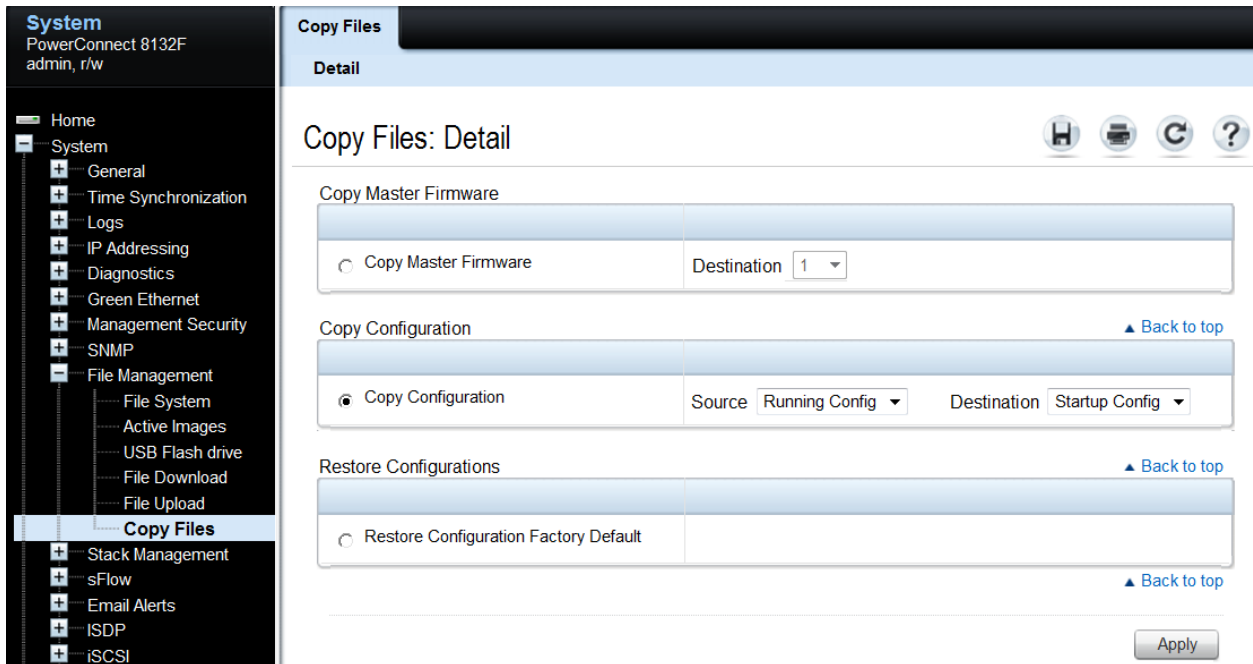 System
PowerConnect 8132F
admin, r/w
Home
System
General
Time Synchronization
Logs
IP Addressing
Diagnostics
Green Ethernet
Management Security
SNMP
File Management
File System
Active Images
USB Flash drive
File Download
File Upload
Copy Files
Stack Management
sFlow
Email Alerts
ISDP
iSCSI
Copy Files
Detail
Copy Files: Detail
Copy Master Firmware
Copy Master Firmware Destination 1
Copy Configuration Back to top
Copy Configuration Source Running Config Destination Startup Config
Restore Configurations Back to top
Restore Configuration Factory Default
Back to top
Apply